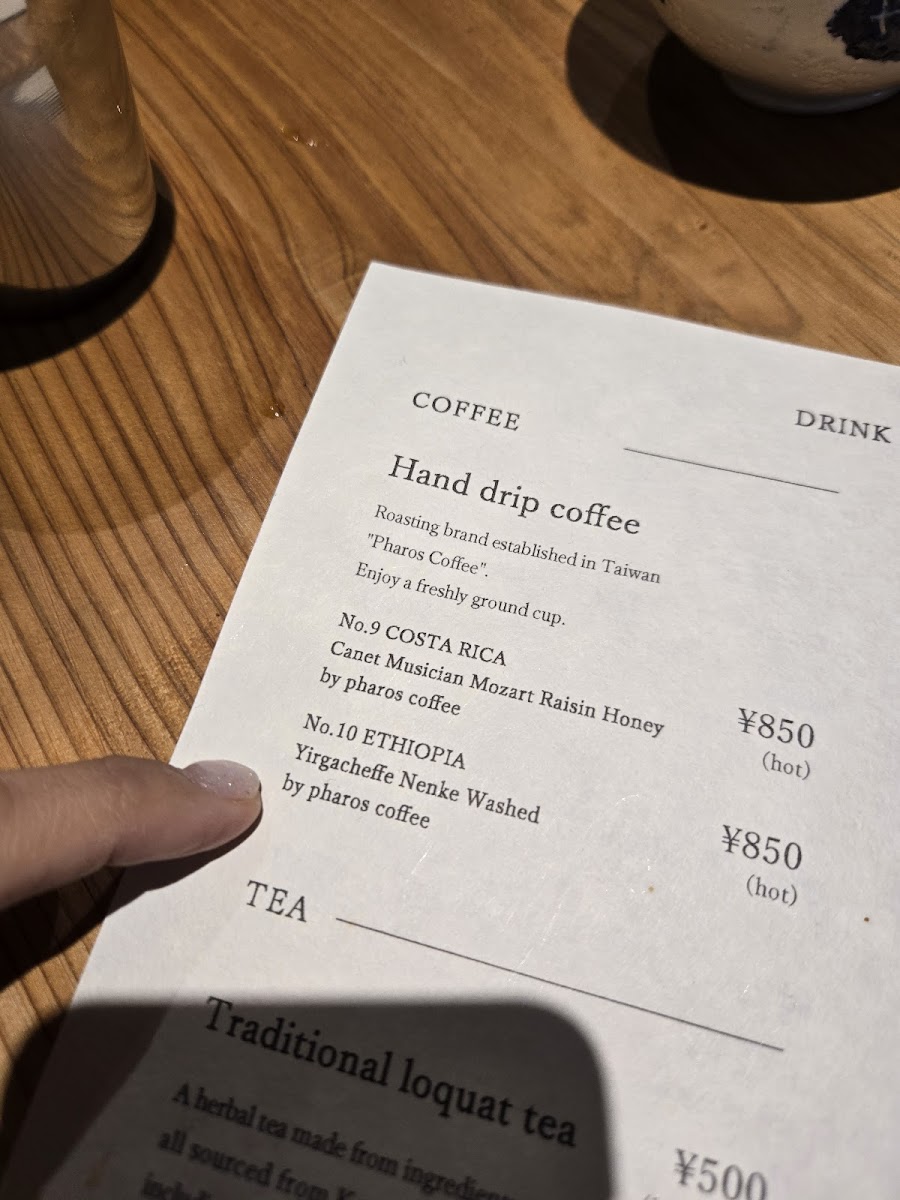 COFFEE
DRINK
Hand drip coffee
Roasting brand established in Taiwan
"Pharos Coffee".
Enjoy a freshly ground cup.
No.9 COSTA RICA
Canet Musician Mozart Raisin Honey
by pharos coffee
¥850
(hot)
No.10 ETHIOPIA
Yirgacheffe Nenke Washed
by pharos coffee
¥850
(hot)
TEA
Traditional loquat tea
A herbal tea made from
all sourced from
¥500